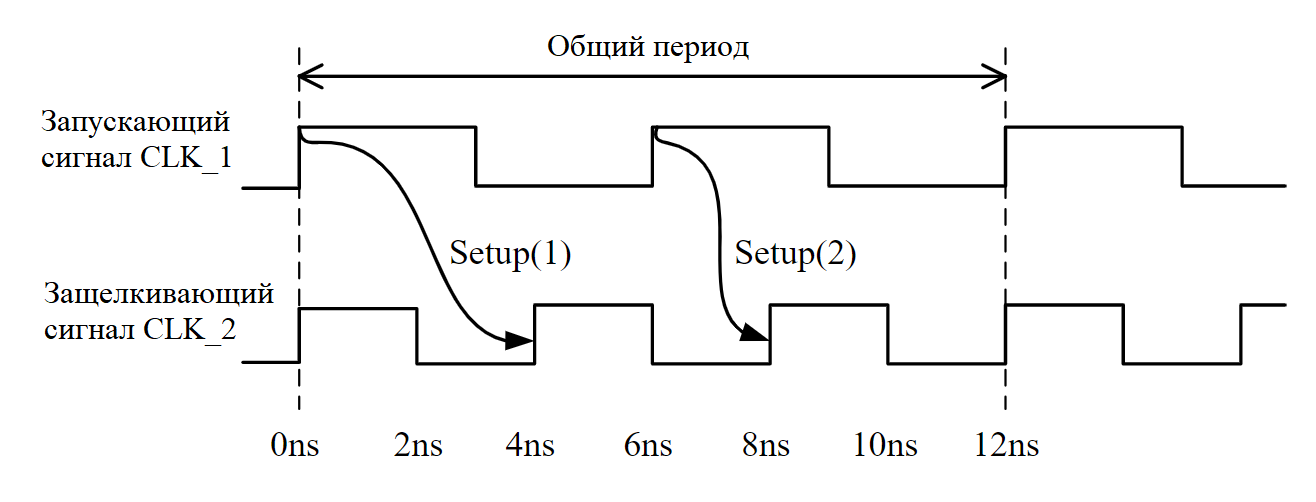 Общий период
Запускающий
сигнал CLK_1
Setup(1)
Setup(2)
Защелкивающий
сигнал CLK_2
0ns 2ns 4ns 6ns 8ns 10ns 12ns